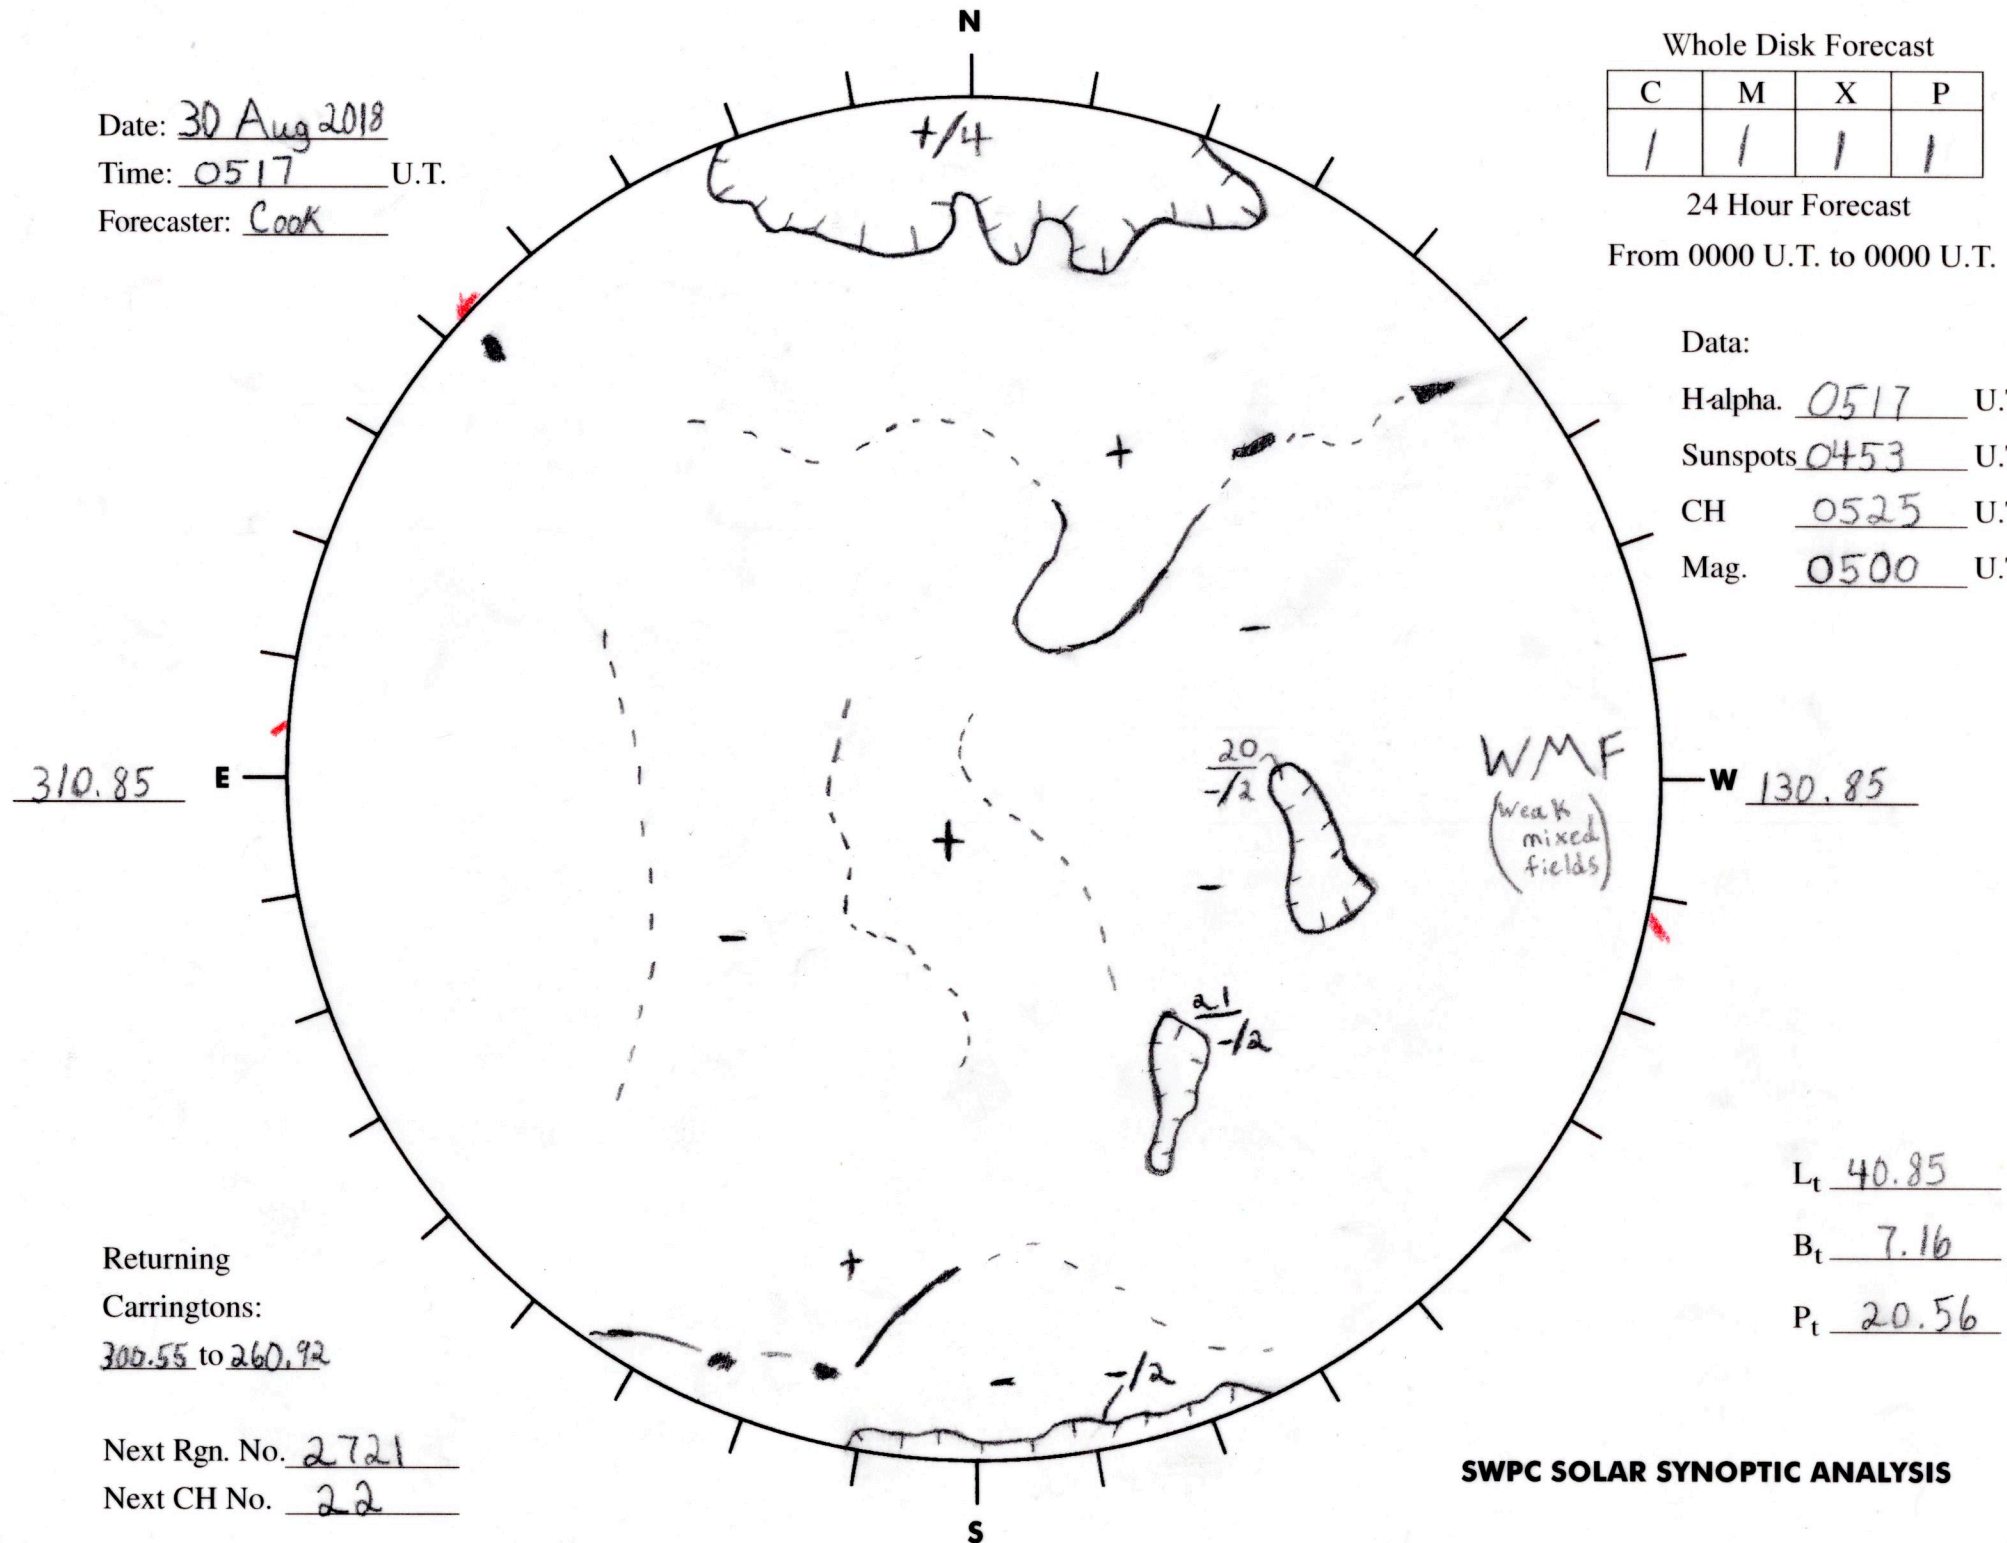 N
Whole Disk Forecast
C M X P
1 1 1 1
24 Hour Forecast
From 0000 U.T. to 0000 U.T.
Date: 30 Aug 2018
Time: 0517 U.T.
Forecaster: Cook
+/4
Data:
H-alpha. 0517 U.T
Sunspots 0453 U.T
CH 0525 U.T
Mag. 0500 U.T
+
-
310.85 E
20
-/2
WMF
(weak
mixed
fields)
W 130.85
+
-
-
21
-/2
Lt 40.85
Bt 7.16
Pt 20.56
+
-
-/2
Returning
Carringtons:
300.55 to 260.92
Next Rgn. No. 2721
Next CH No. 22
SWPC SOLAR SYNOPTIC ANALYSIS
S